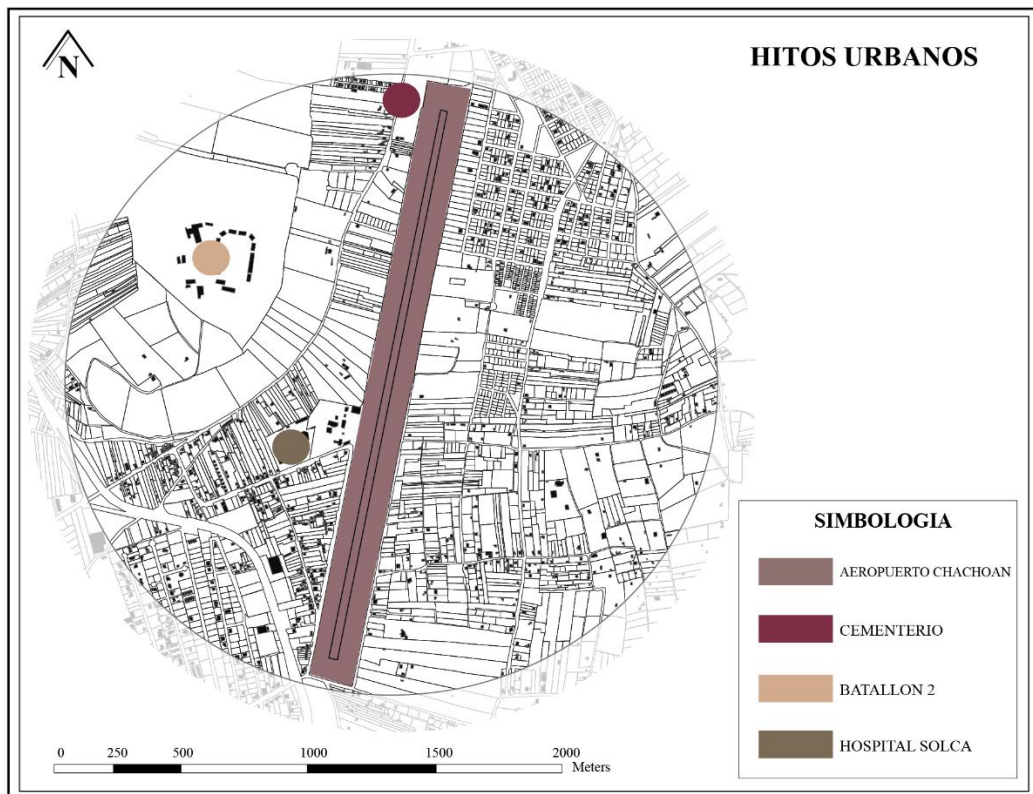 N
HITOS URBANOS
SIMBOLOGIA
AEROPUERTO CHACHOAN
CEMENTERIO
BATALLON 2
HOSPITAL SOLCA
0 250 500 1000 1500 2000
Meters